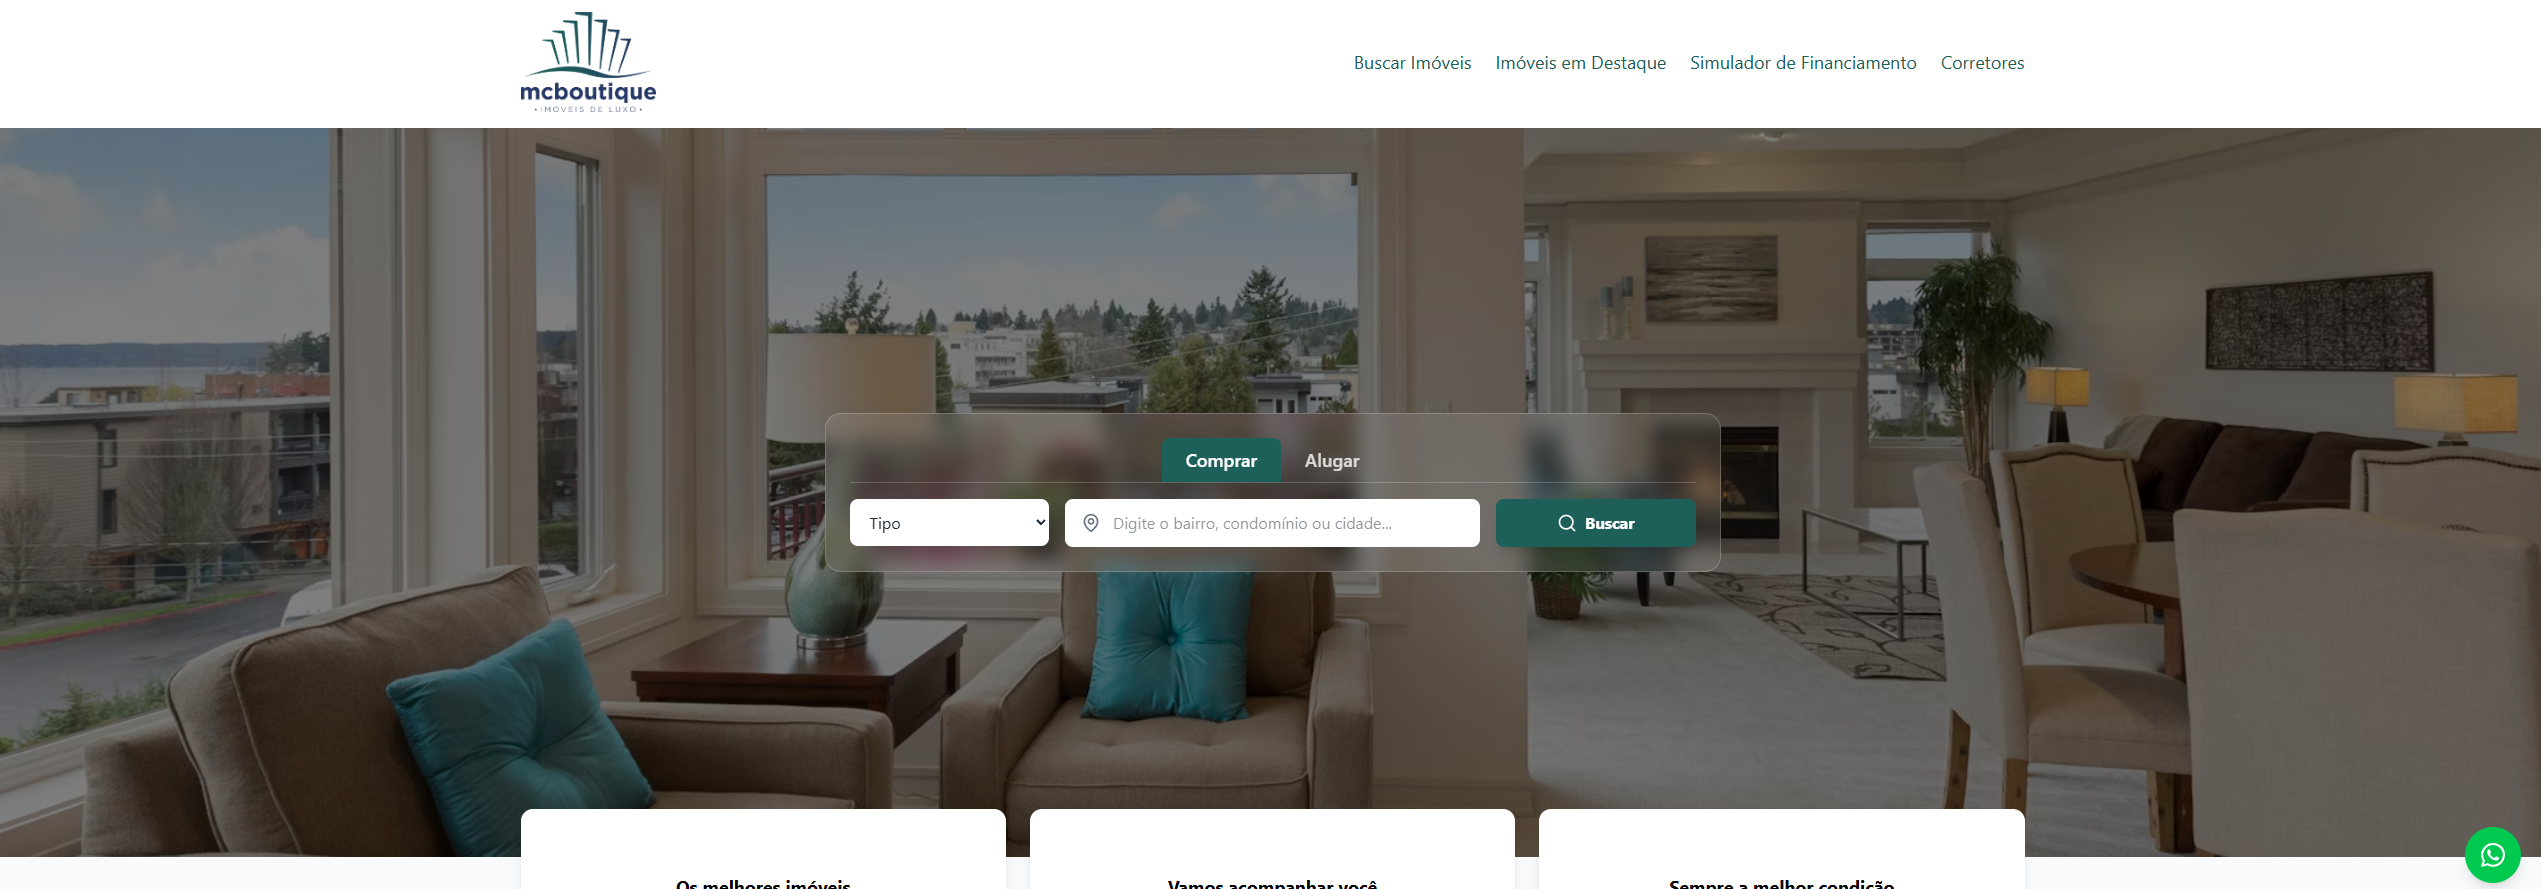 mcboutique
• IMOVEIS DE LUXO •
Buscar Imóveis
Imóveis em Destaque
Simulador de Financiamento
Corretores
Comprar
Alugar
Tipo
Digite o bairro, condomínio ou cidade...
Buscar
Os melhores imóveis
Vamos acompanhar você
Sempre a melhor condição